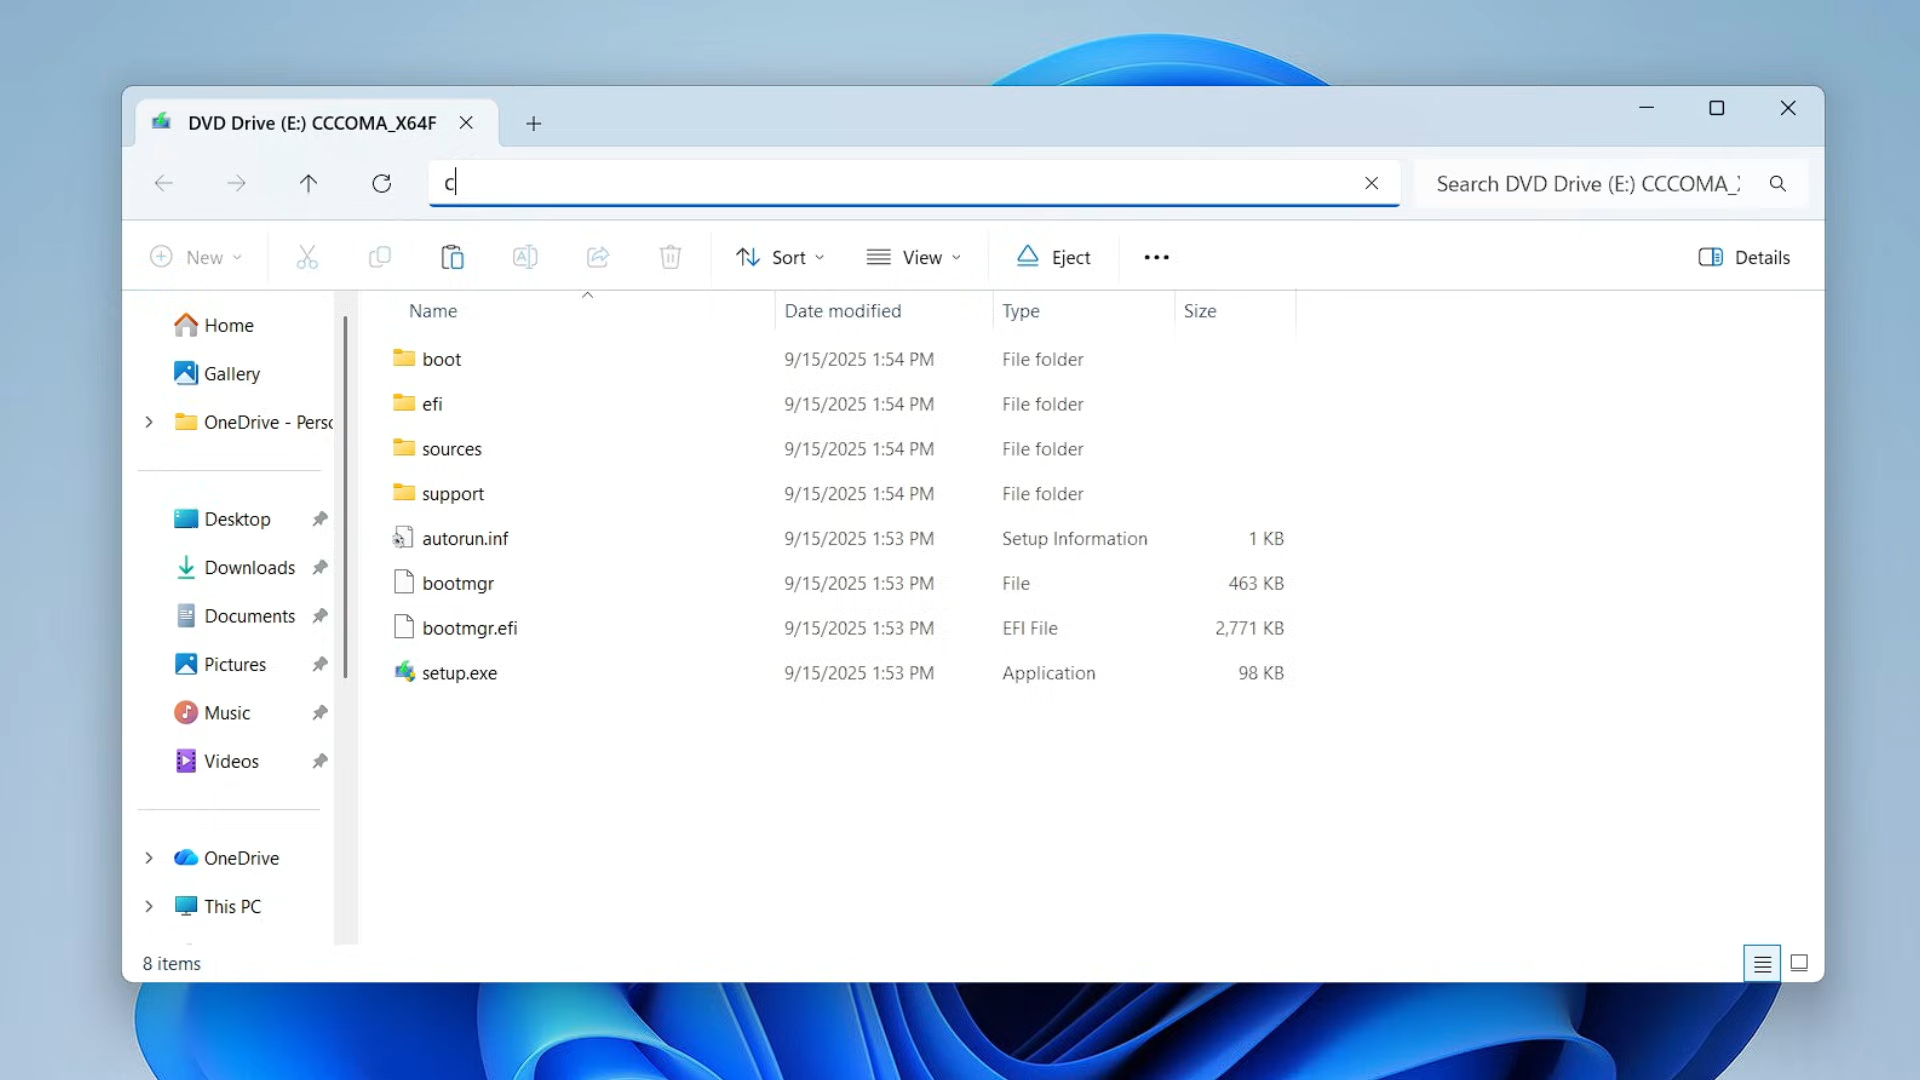 DVD Drive (E:) CCCOMA_X64F
c
Search DVD Drive (E:) CCCOMA_
New
Sort
View
Eject
Details
Name Date modified Type Size
Home
Gallery
OneDrive - Perso
Desktop
Downloads
Documents
Pictures
Music
Videos
OneDrive
This PC
boot 9/15/2025 1:54 PM File folder
efi 9/15/2025 1:54 PM File folder
sources 9/15/2025 1:54 PM File folder
support 9/15/2025 1:54 PM File folder
autorun.inf 9/15/2025 1:53 PM Setup Information 1 KB
bootmgr 9/15/2025 1:53 PM File 463 KB
bootmgr.efi 9/15/2025 1:53 PM EFI File 2,771 KB
setup.exe 9/15/2025 1:53 PM Application 98 KB
8 items